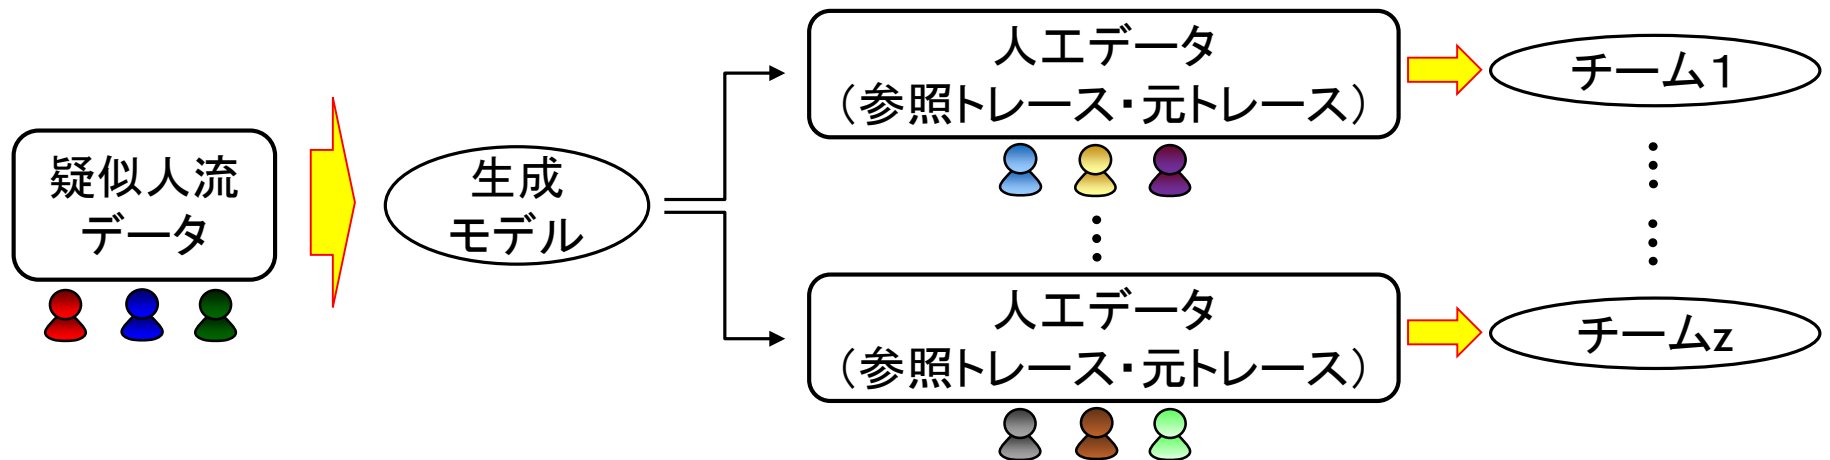 疑似人流
データ
生成
モデル
人工データ
（参照トレース・元トレース）
チーム１
人工データ
（参照トレース・元トレース）
チームz